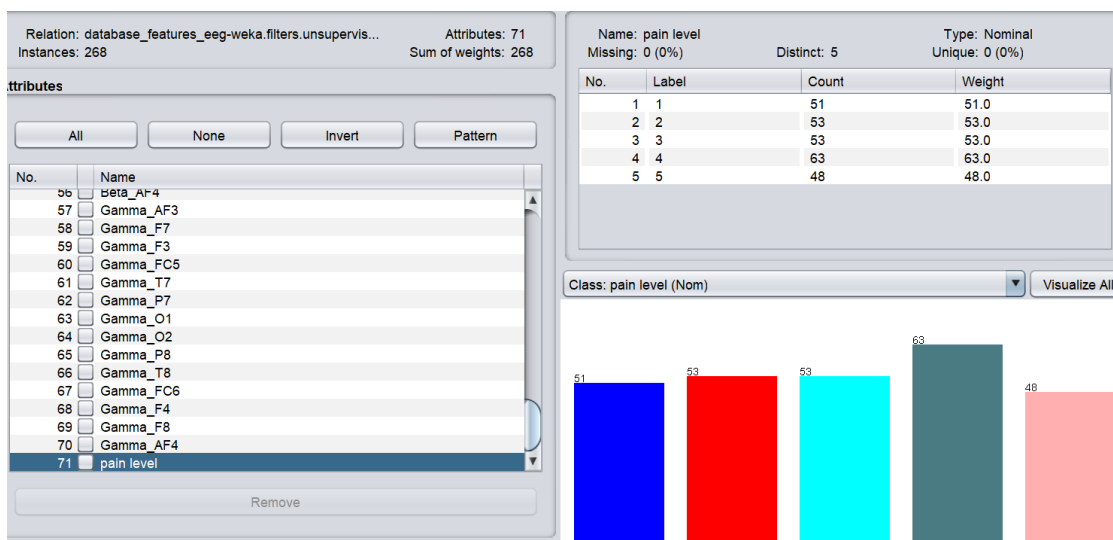 Relation: database_features_eeg-weka.filters.unsupervis... Attributes: 71
Instances: 268 Sum of weights: 268
ttributes
All None Invert Pattern
No. Name
56 Beta_AF4
57 Gamma_AF3
58 Gamma_F7
59 Gamma_F3
60 Gamma_FC5
61 Gamma_T7
62 Gamma_P7
63 Gamma_O1
64 Gamma_O2
65 Gamma_P8
66 Gamma_T8
67 Gamma_FC6
68 Gamma_F4
69 Gamma_F8
70 Gamma_AF4
71 pain level
Remove
Name: pain level Type: Nominal
Missing: 0 (0%) Distinct: 5 Unique: 0 (0%)
No. Label Count Weight
1 1 51 51.0
2 2 53 53.0
3 3 53 53.0
4 4 63 63.0
5 5 48 48.0
Class: pain level (Nom) Visualize All
51 53 53 63 48